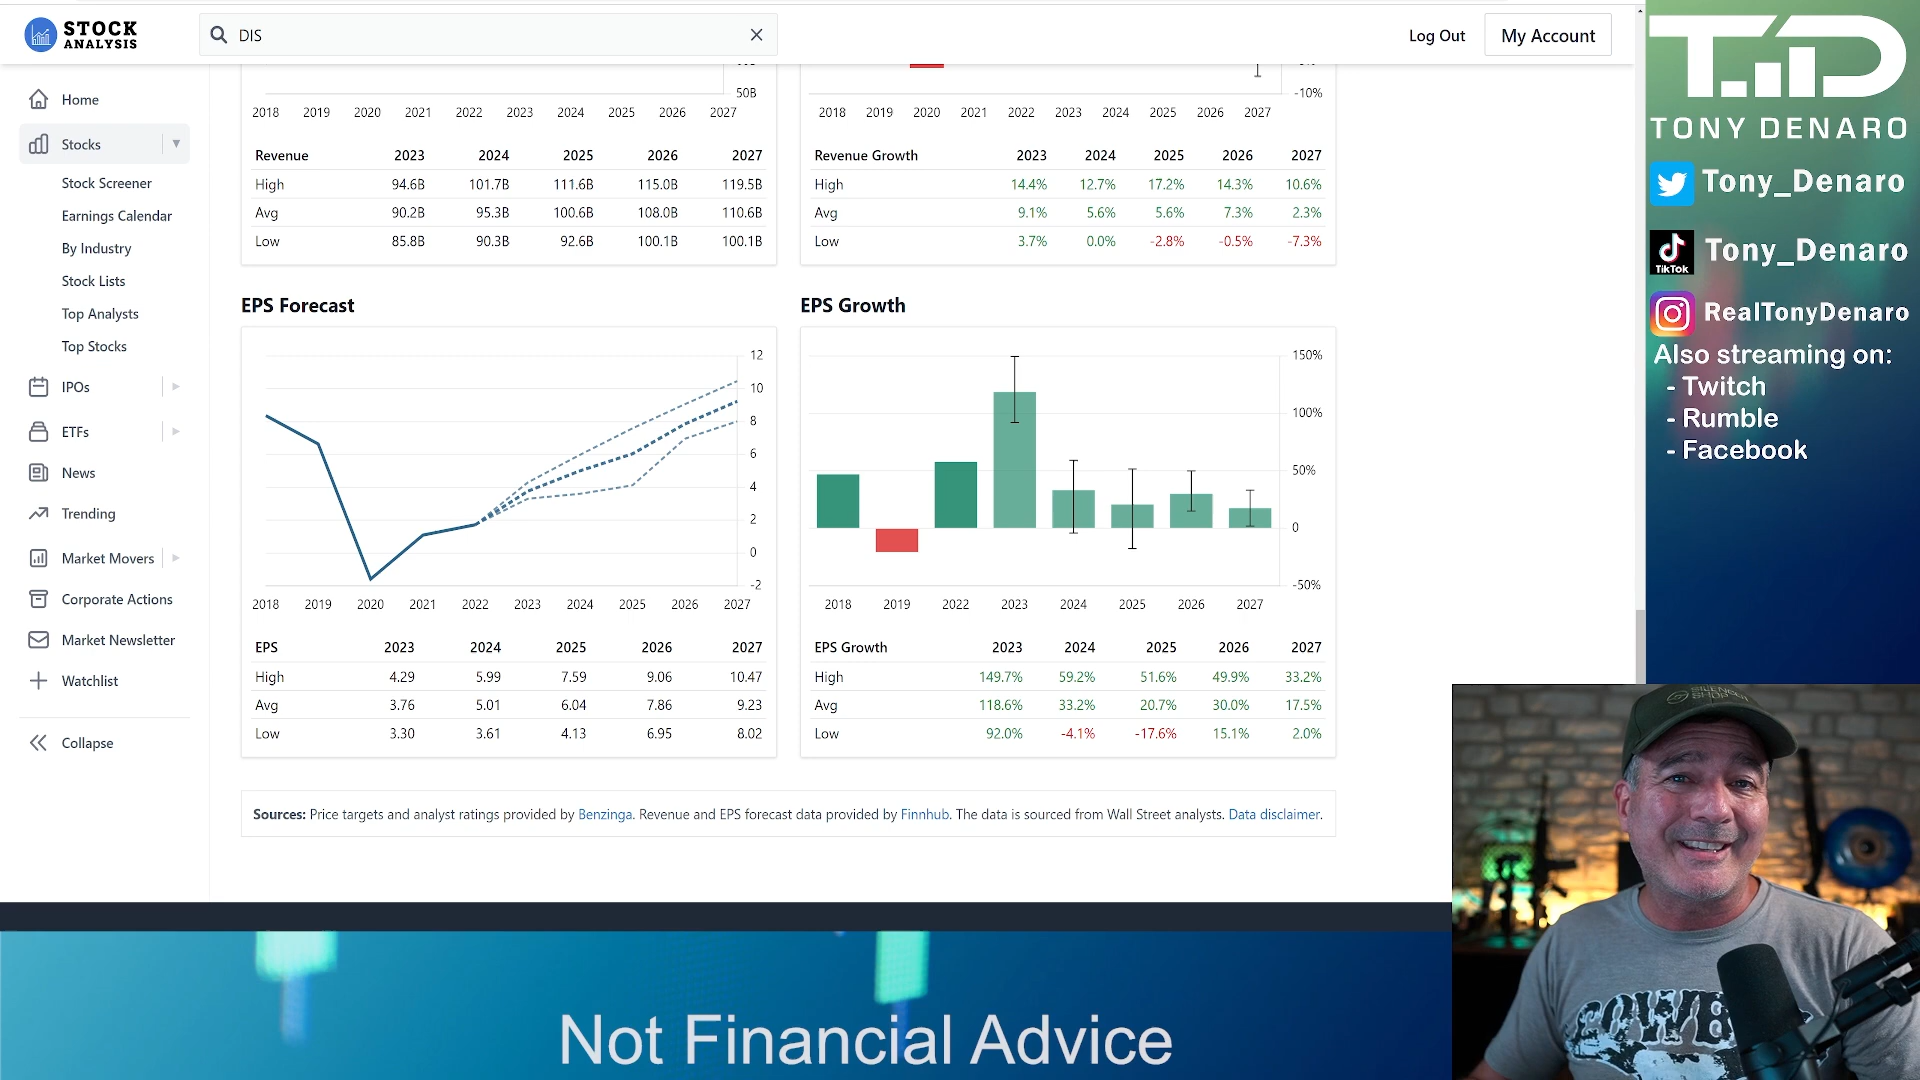 STOCK
ANALYSIS
DIS
Log Out
My Account
Home
Stocks
Stock Screener
Earnings Calendar
By Industry
Stock Lists
Top Analysts
Top Stocks
IPOs
ETFs
News
Trending
Market Movers
Corporate Actions
Market Newsletter
Watchlist
Collapse
50B
2018 2019 2020 2021 2022 2023 2024 2025 2026 2027
Revenue 2023 2024 2025 2026 2027
High 94.6B 101.7B 111.6B 115.0B 119.5B
Avg 90.2B 95.3B 100.6B 108.0B 110.6B
Low 85.8B 90.3B 92.6B 100.1B 100.1B
-10%
2018 2019 2020 2021 2022 2023 2024 2025 2026 2027
Revenue Growth 2023 2024 2025 2026 2027
High 14.4% 12.7% 17.2% 14.3% 10.6%
Avg 9.1% 5.6% 5.6% 7.3% 2.3%
Low 3.7% 0.0% -2.8% -0.5% -7.3%
EPS Forecast
12
10
8
6
4
2
0
-2
2018 2019 2020 2021 2022 2023 2024 2025 2026 2027
EPS 2023 2024 2025 2026 2027
High 4.29 5.99 7.59 9.06 10.47
Avg 3.76 5.01 6.04 7.86 9.23
Low 3.30 3.61 4.13 6.95 8.02
EPS Growth
150%
100%
50%
0
-50%
2018 2019 2022 2023 2024 2025 2026 2027
EPS Growth 2023 2024 2025 2026 2027
High 149.7% 59.2% 51.6% 49.9% 33.2%
Avg 118.6% 33.2% 20.7% 30.0% 17.5%
Low 92.0% -4.1% -17.6% 15.1% 2.0%
Sources: Price targets and analyst ratings provided by Benzinga. Revenue and EPS forecast data provided by Finnhub. The data is sourced from Wall Street analysts. Data disclaimer.
TD
TONY DENARO
Tony_Denaro
TikTok
Tony_Denaro
RealTonyDenaro
Also streaming on:
- Twitch
- Rumble
- Facebook
Not Financial Advice